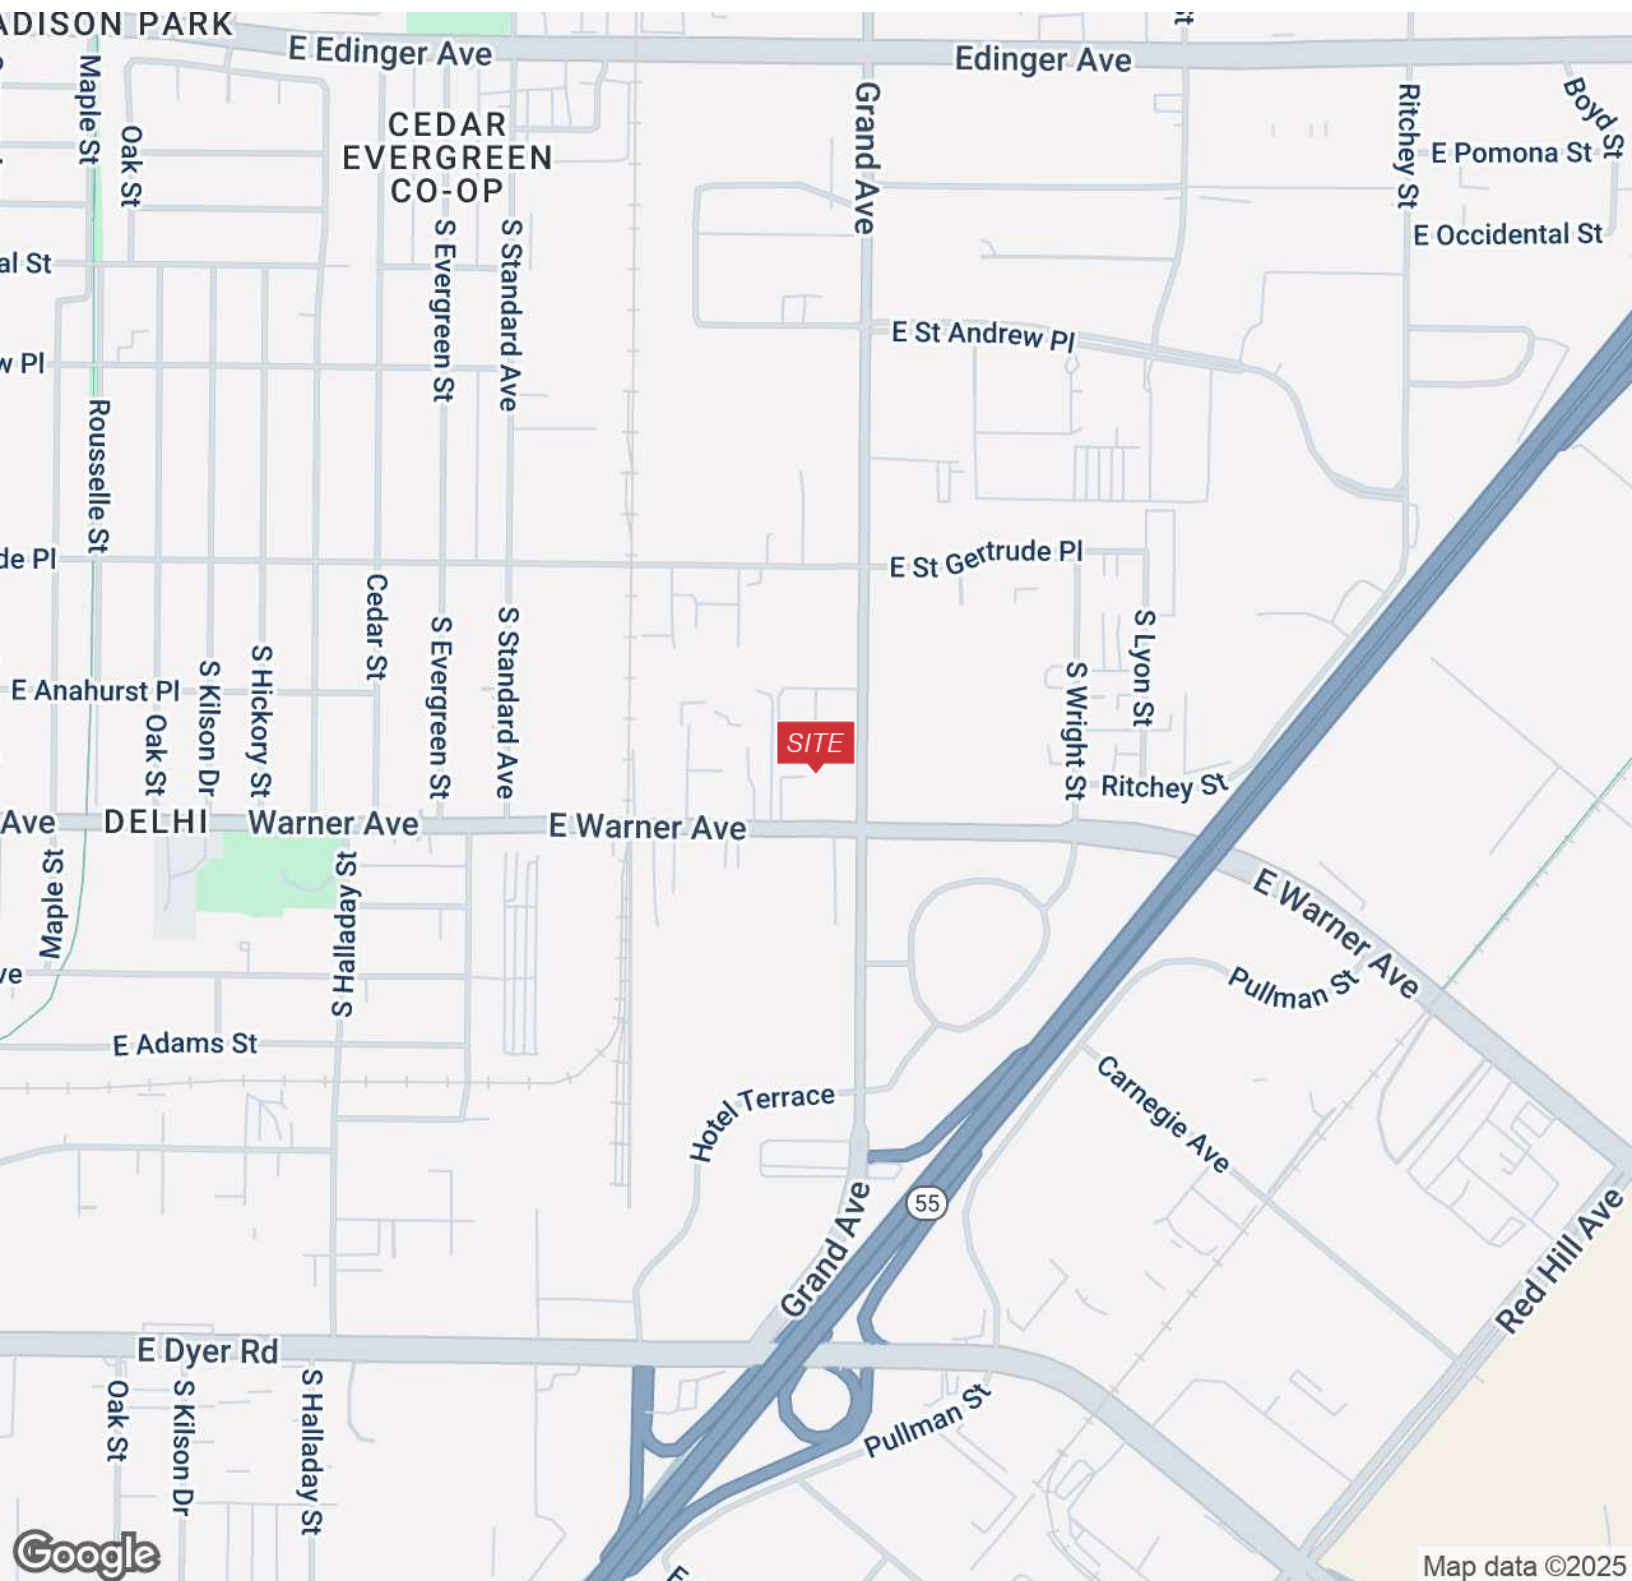 ADISON PARK
E Edinger Ave
Edinger Ave
St
Maple St
Oak St
CEDAR
EVERGREEN
CO-OP
Grand Ave
Ritchey St
Boyd St
E Pomona St
E Occidental St
al St
S Evergreen St
S Standard Ave
E St Andrew Pl
w Pl
Rousselle St
de Pl
E St Gertrude Pl
Cedar St
S Evergreen St
S Standard Ave
S Lyon St
S Wright St
E Anahurst Pl
Oak St
S Kilson Dr
S Hickory St
SITE
Ritchey St
Ave
DELHI
Warner Ave
E Warner Ave
Maple St
S Halladay St
E Warner Ave
ve
Pullman St
E Adams St
Hotel Terrace
Carnegie Ave
55
Grand Ave
Red Hill Ave
E Dyer Rd
Oak St
S Kilson Dr
S Halladay St
Pullman St
Google
Map data ©2025